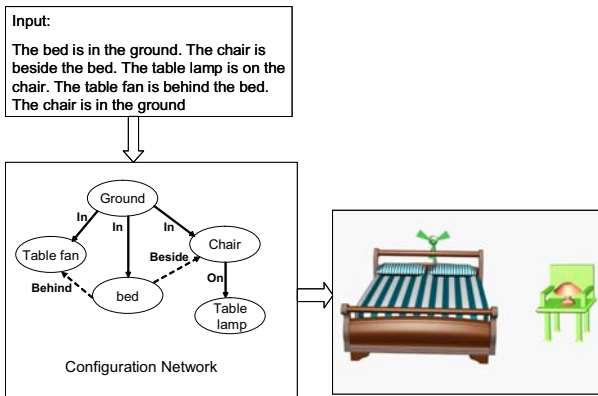 Input:
The bed is in the ground. The chair is
beside the bed. The table lamp is on the
chair. The table fan is behind the bed.
The chair is in the ground
Ground
In
In
In
Table fan
Chair
Beside
Behind
bed
On
Table
lamp
Configuration Network